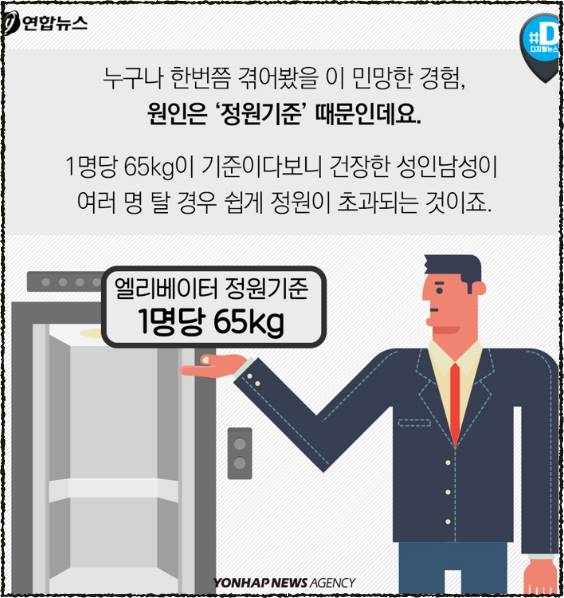 연합뉴스
#D
디지털뉴스
누구나 한번쯤 겪어봤을 이 민망한 경험,
원인은 ‘정원기준’ 때문인데요.
1명당 65kg이 기준이다보니 건장한 성인남성이
여러 명 탈 경우 쉽게 정원이 초과되는 것이죠.
엘리베이터 정원기준
1명당 65kg
YONHAP NEWS AGENCY